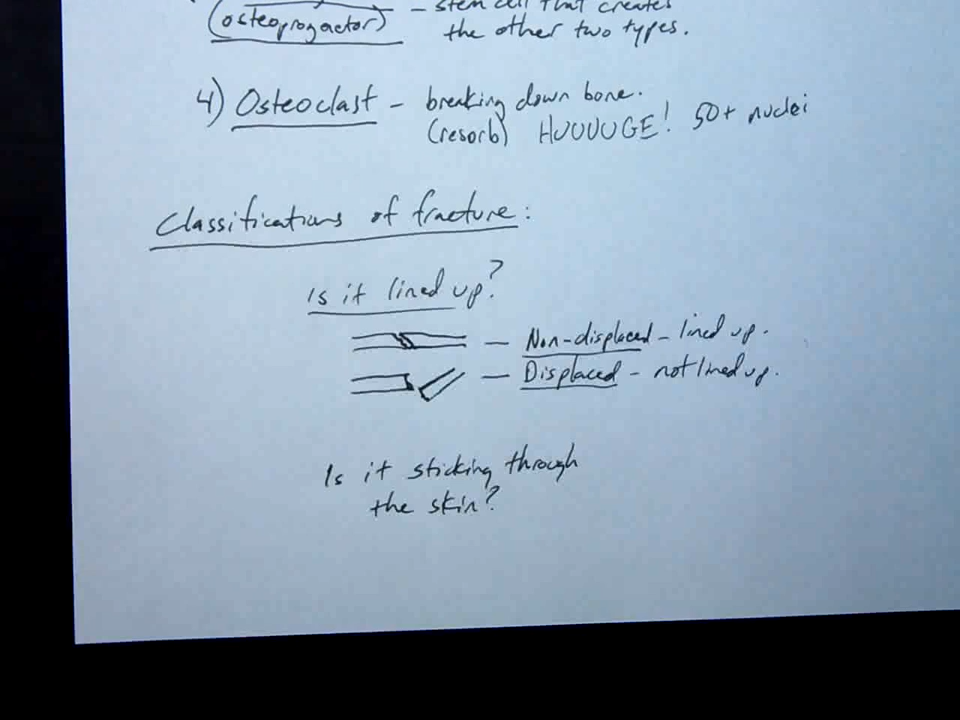 (osteoprogactor) - stem cell that creates
the other two types.
4) Osteoclast - breaking down bone.
(resorb) HUUUUGE! 50+ nuclei
Classifications of fracture:
Is it lined up?
- Non-displaced - lined up.
- Displaced - not lined up.
Is it sticking through
the skin?